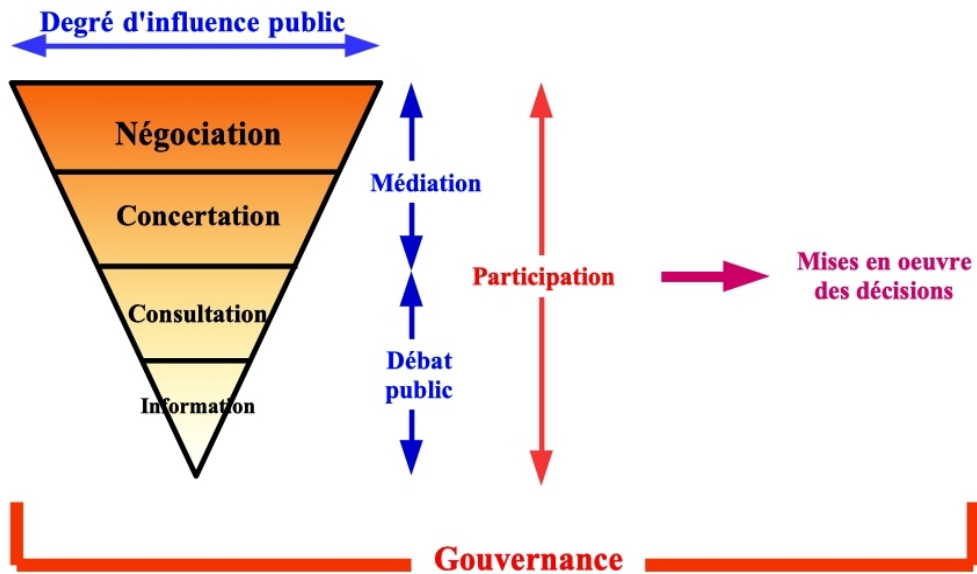 Degré d'influence public
Négociation
Concertation
Consultation
Information
Médiation
Débat
public
Participation
Mises en oeuvre
des décisions
Gouvernance